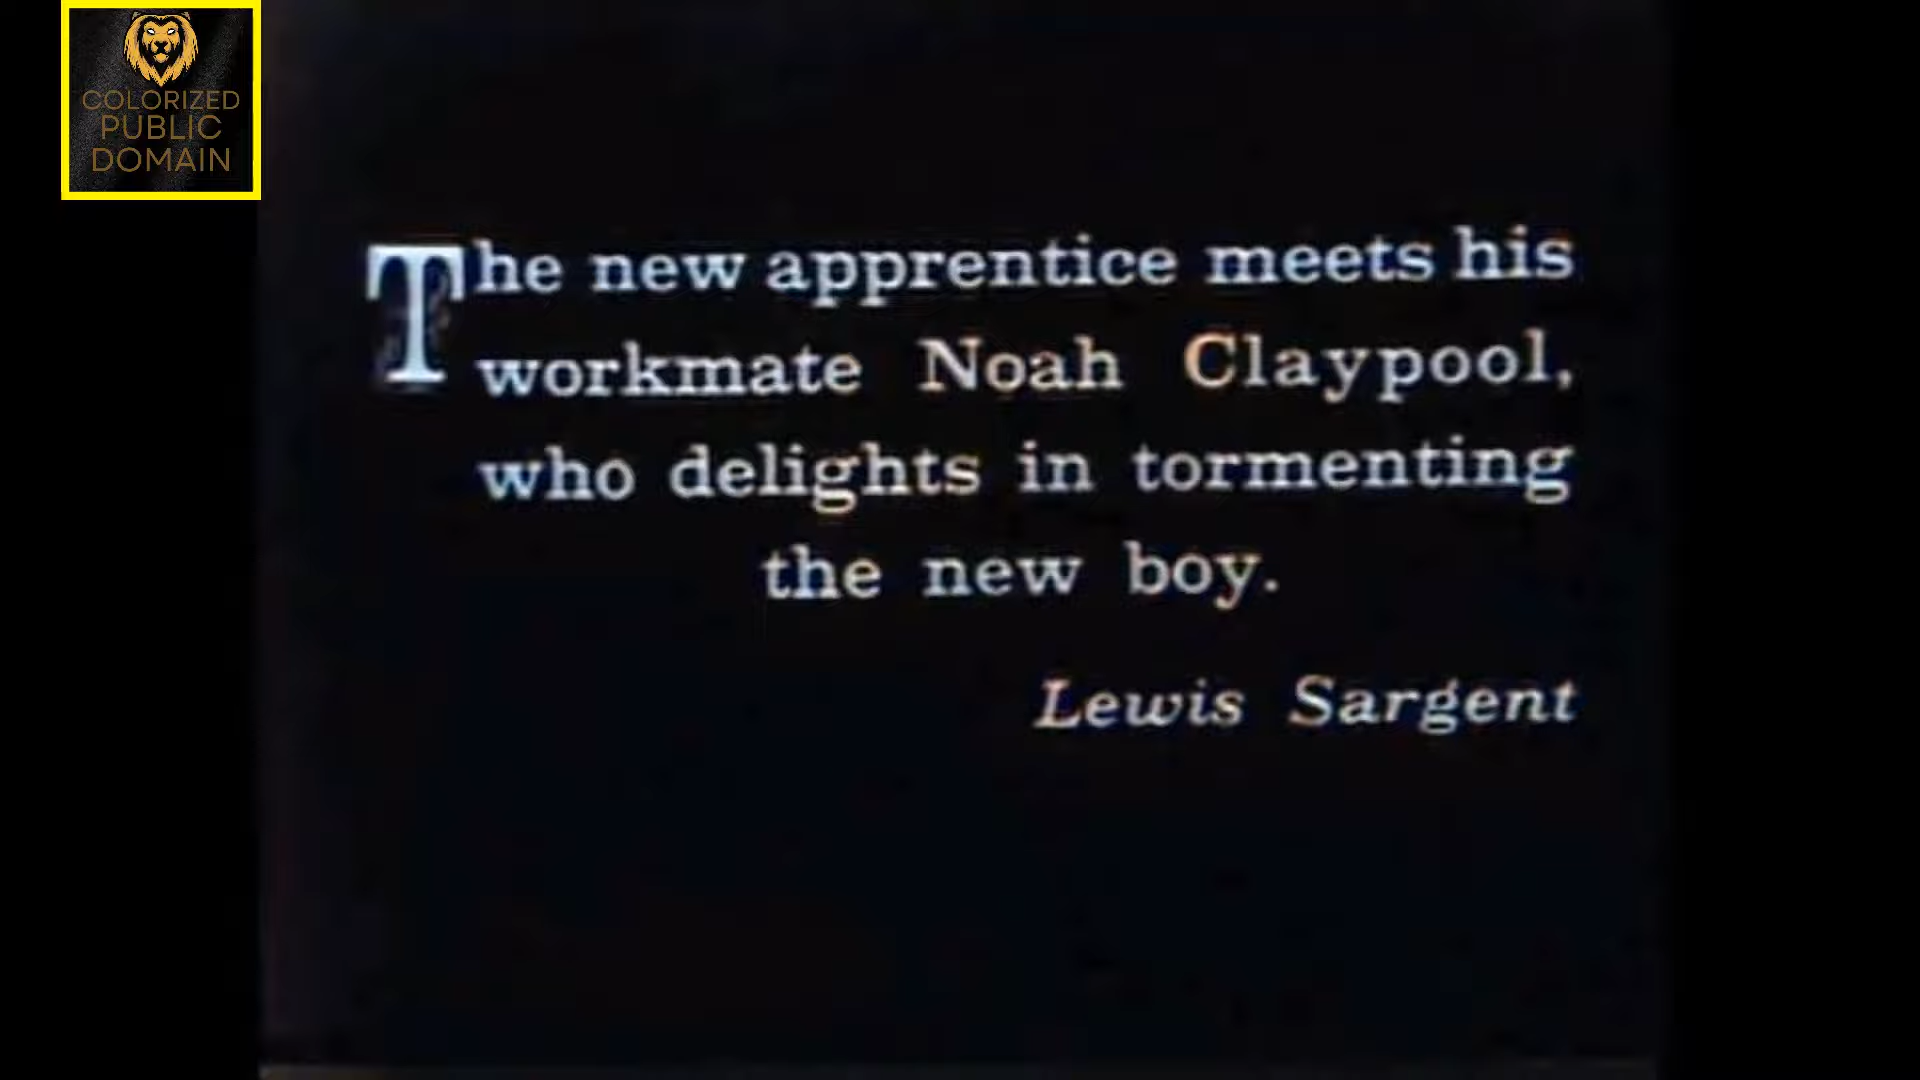 COLORIZED
PUBLIC
DOMAIN
The new apprentice meets his
workmate Noah Claypool,
who delights in tormenting
the new boy.
Lewis Sargent